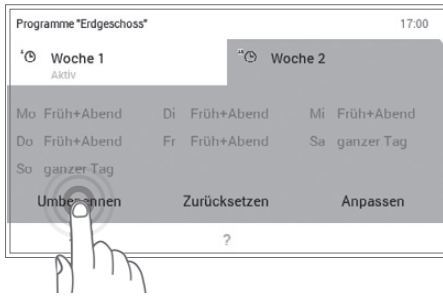 Programme "Erdgeschoss" 17:00
Woche 1 Woche 2
Aktiv
Mo Früh+Abend Di Früh+Abend Mi Früh+Abend
Do Früh+Abend Fr Früh+Abend Sa ganzer Tag
So ganzer Tag
Umbenennen Zurücksetzen Anpassen
?